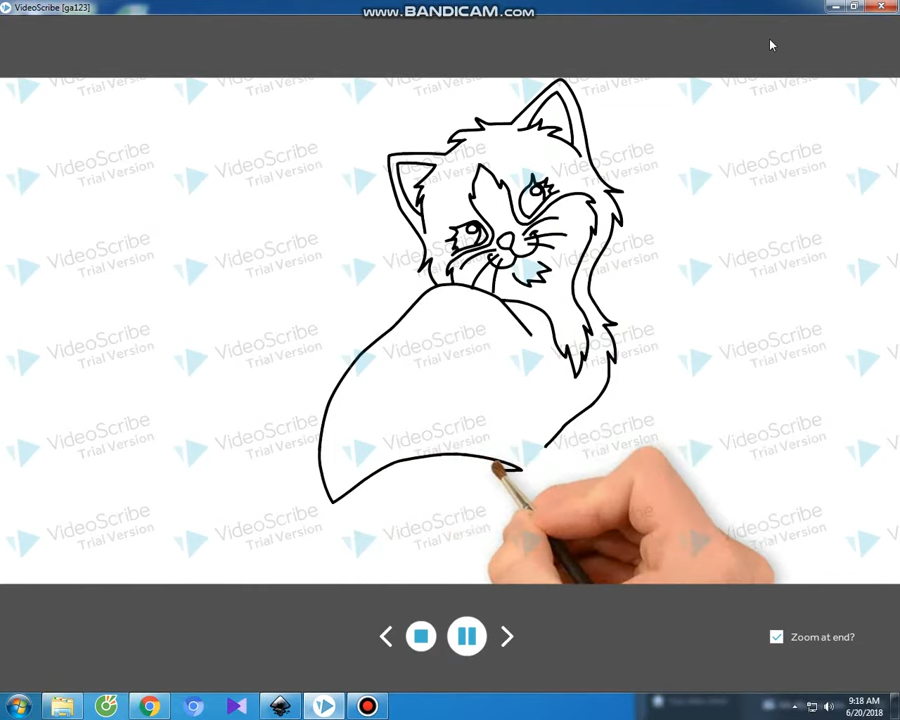 VideoScribe [ga123]
www.BANDICAM.com
VideoScribe
Trial Version
Zoom at end?
9:18 AM
6/20/2018